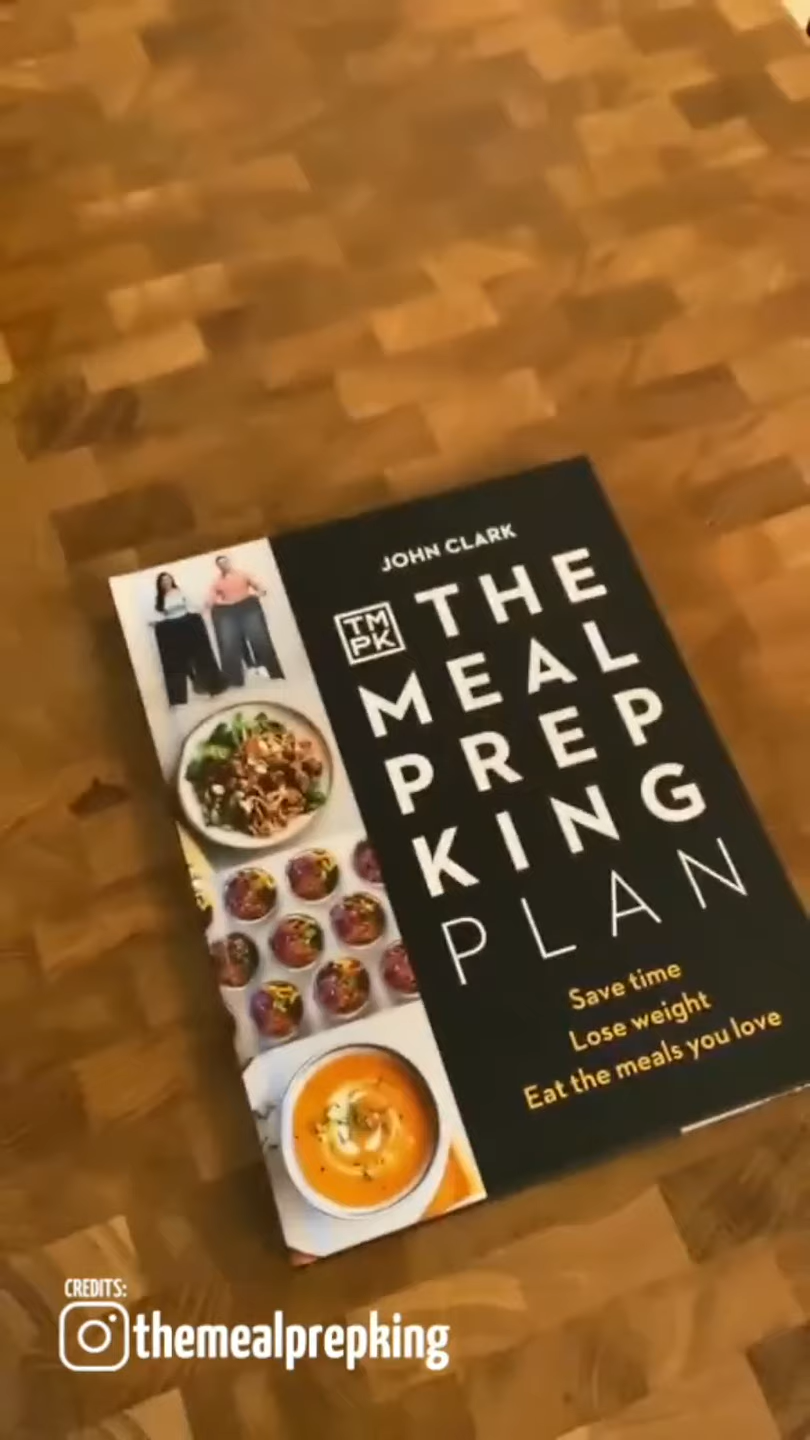 JOHN CLARK
TM
PK
THE
MEAL
PREP
KING
PLAN
Save time
Lose weight
Eat the meals you love
CREDITS:
themealprepking